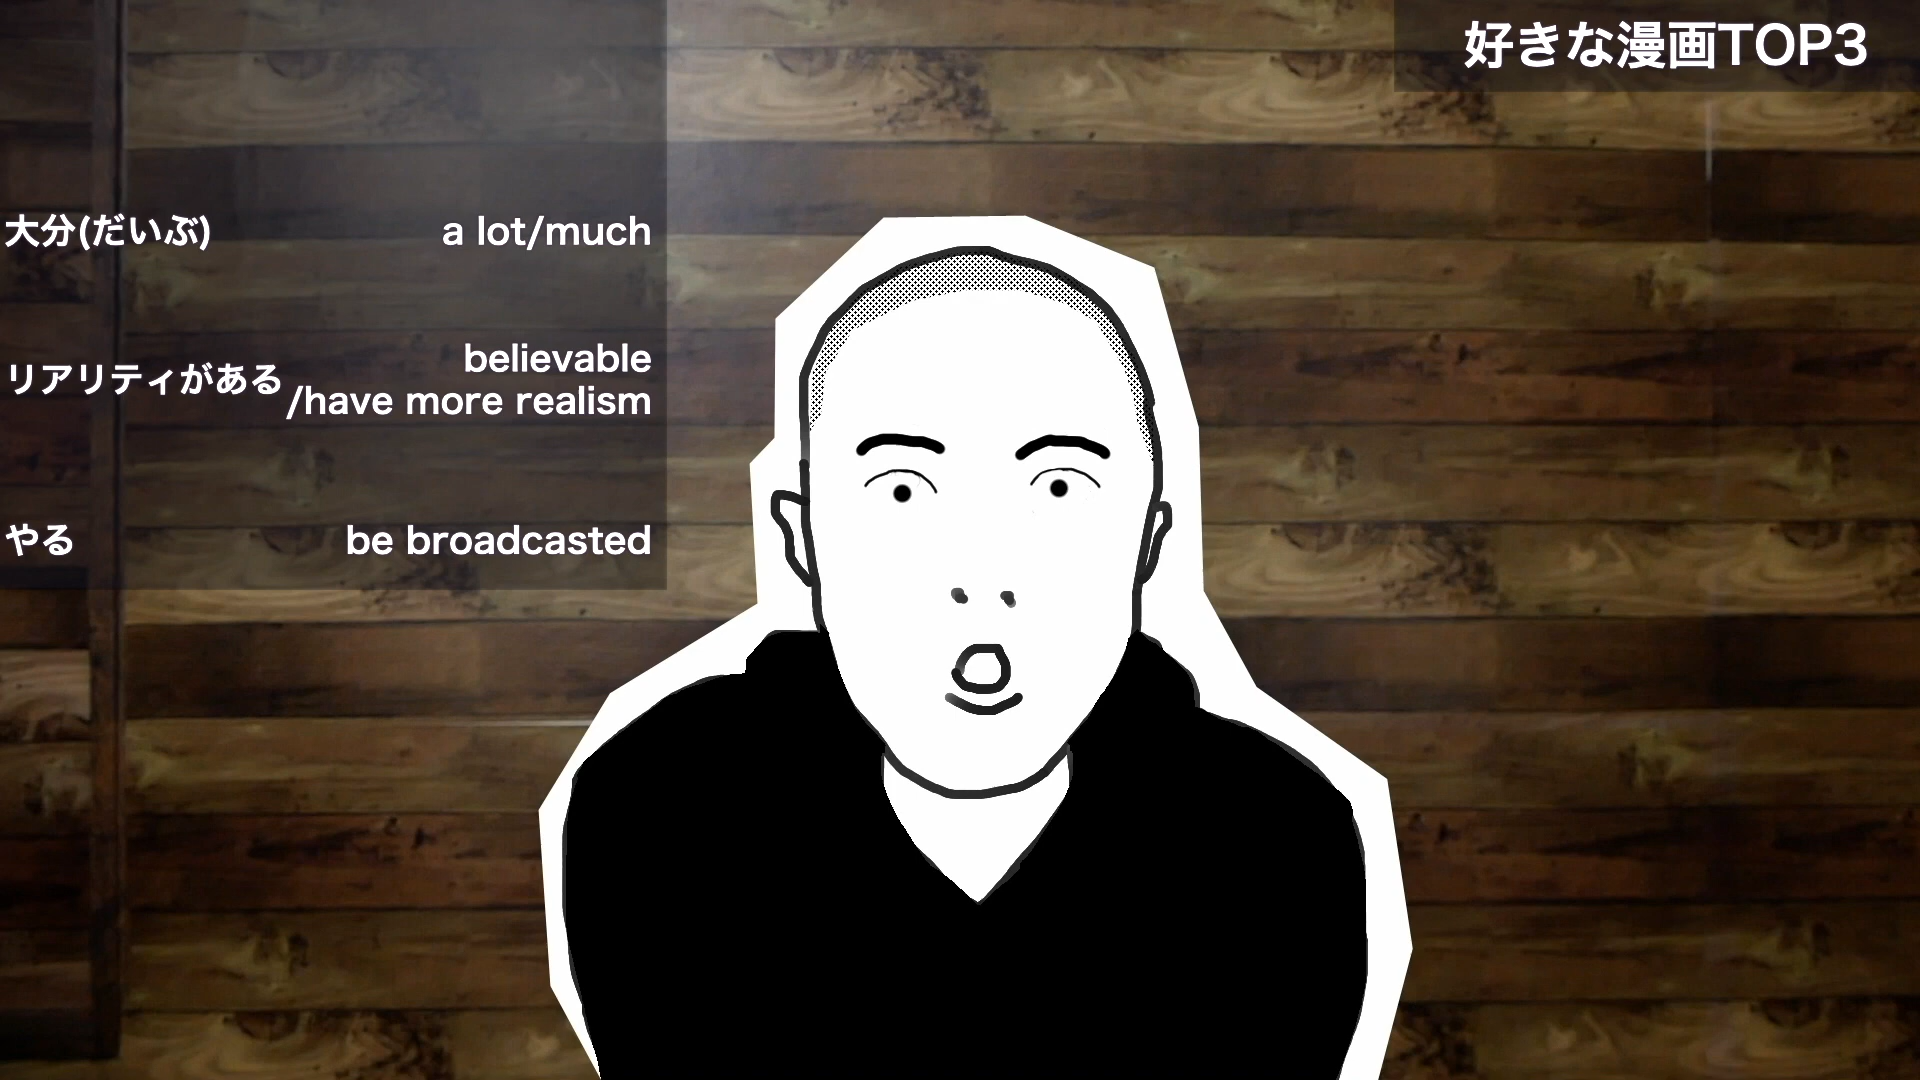 好きな漫画TOP3
大分(だいぶ) a lot/much
リアリティがある believable
/have more realism
やる be broadcasted